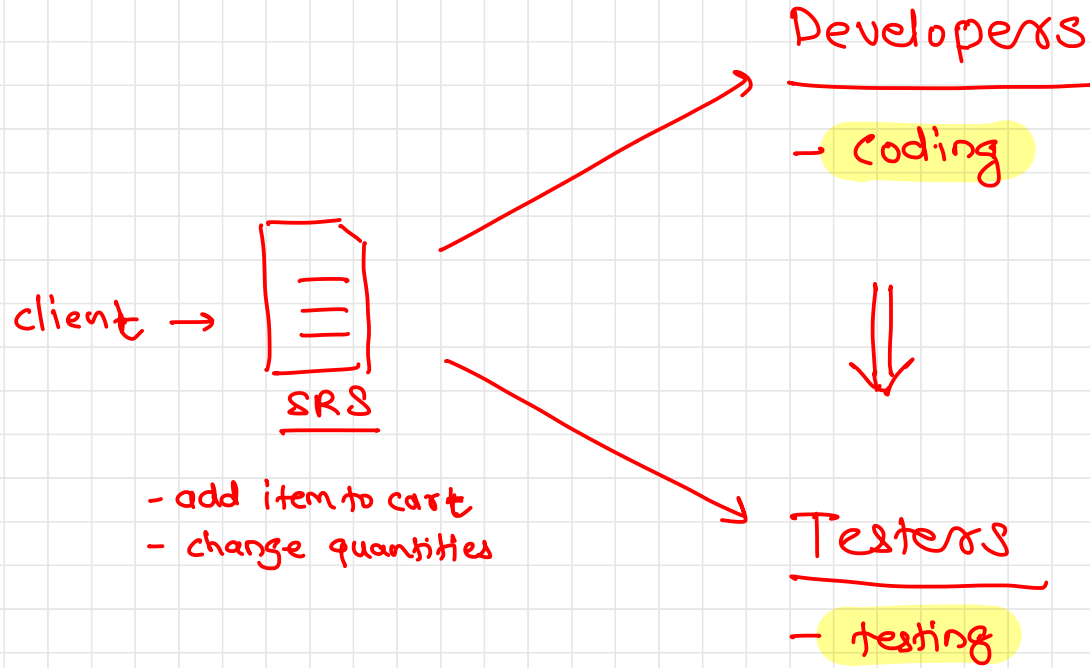 Developers
- coding
client →
SRS
- add item to cart
- change quantities
Testers
- testing